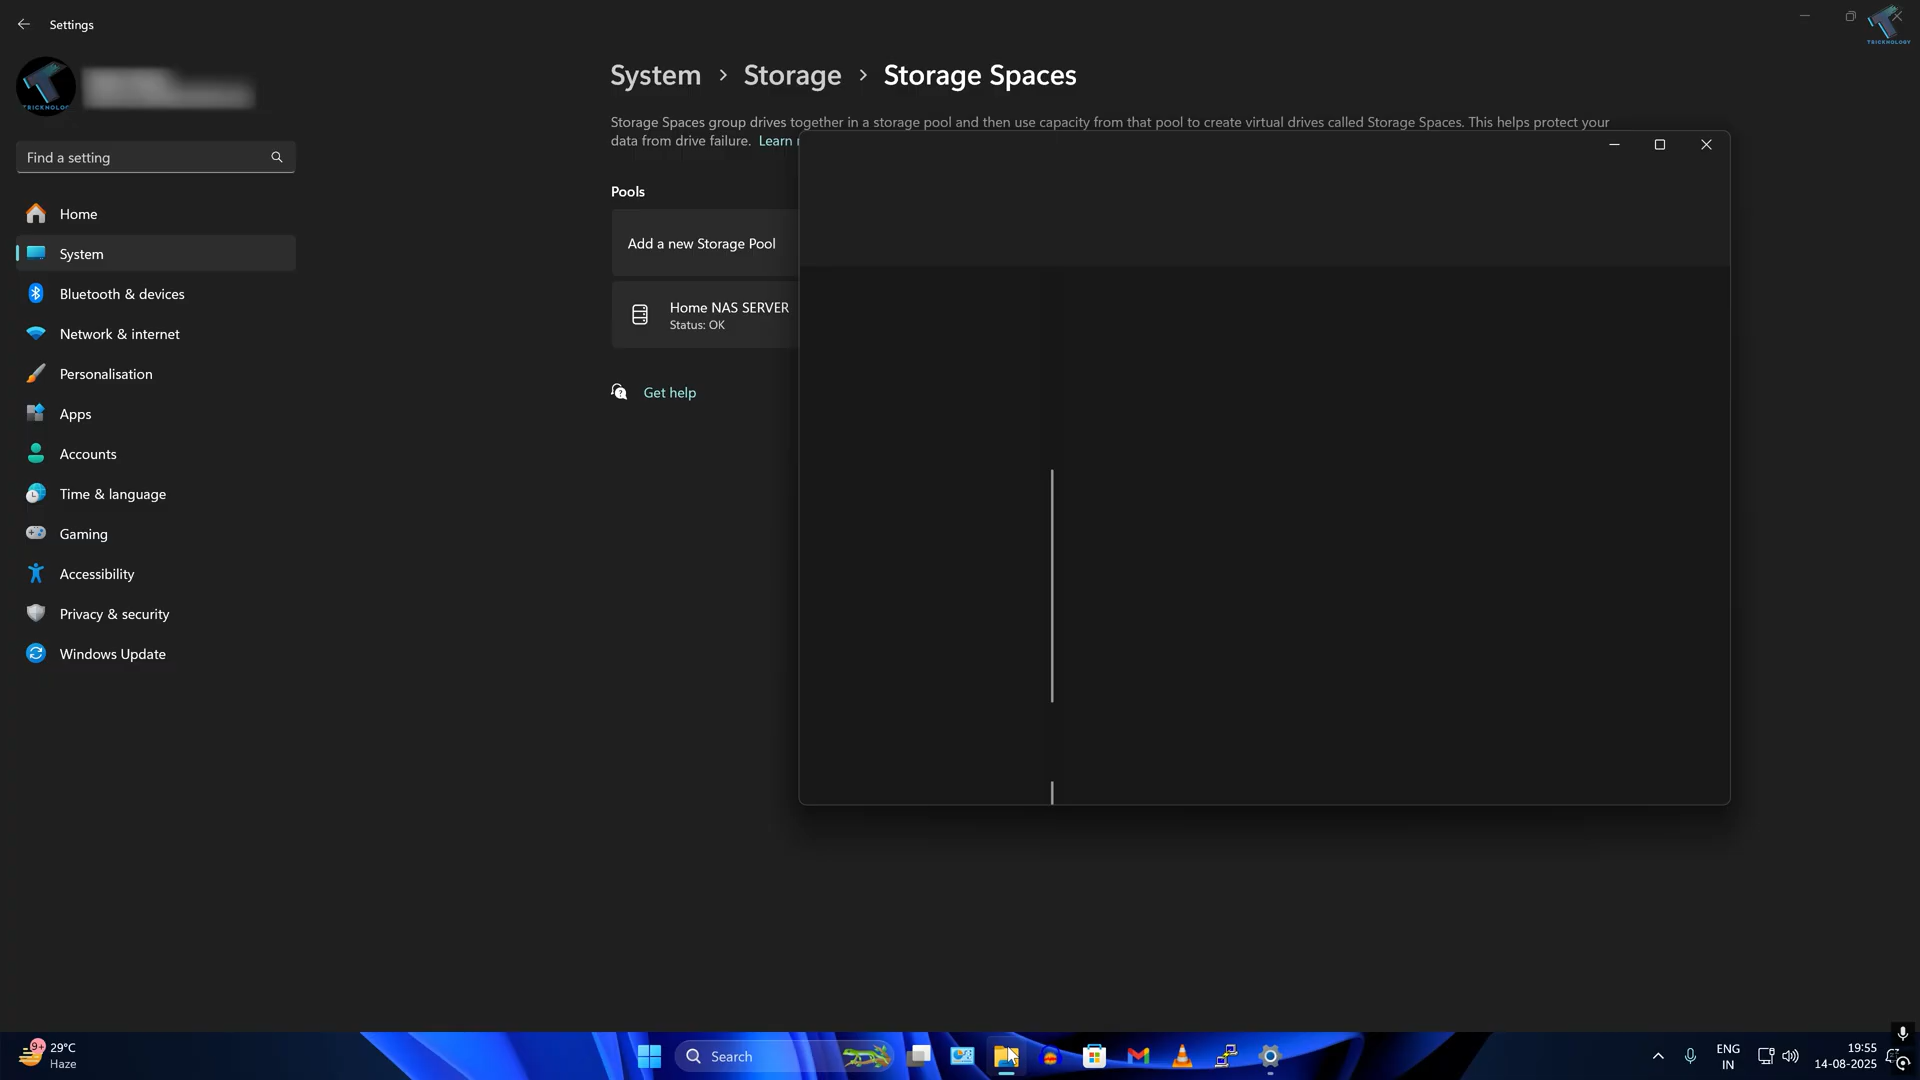 Settings
TRICKNOLOGY
System > Storage > Storage Spaces
Find a setting
Home
System
Bluetooth & devices
Network & internet
Personalisation
Apps
Accounts
Time & language
Gaming
Accessibility
Privacy & security
Windows Update
Storage Spaces group drives together in a storage pool and then use capacity from that pool to create virtual drives called Storage Spaces. This helps protect your
data from drive failure. Learn
Pools
Add a new Storage Pool
Home NAS SERVER
Status: OK
Get help
9+
29°C
Haze
Search
ENG
IN
19:55
14-08-2025